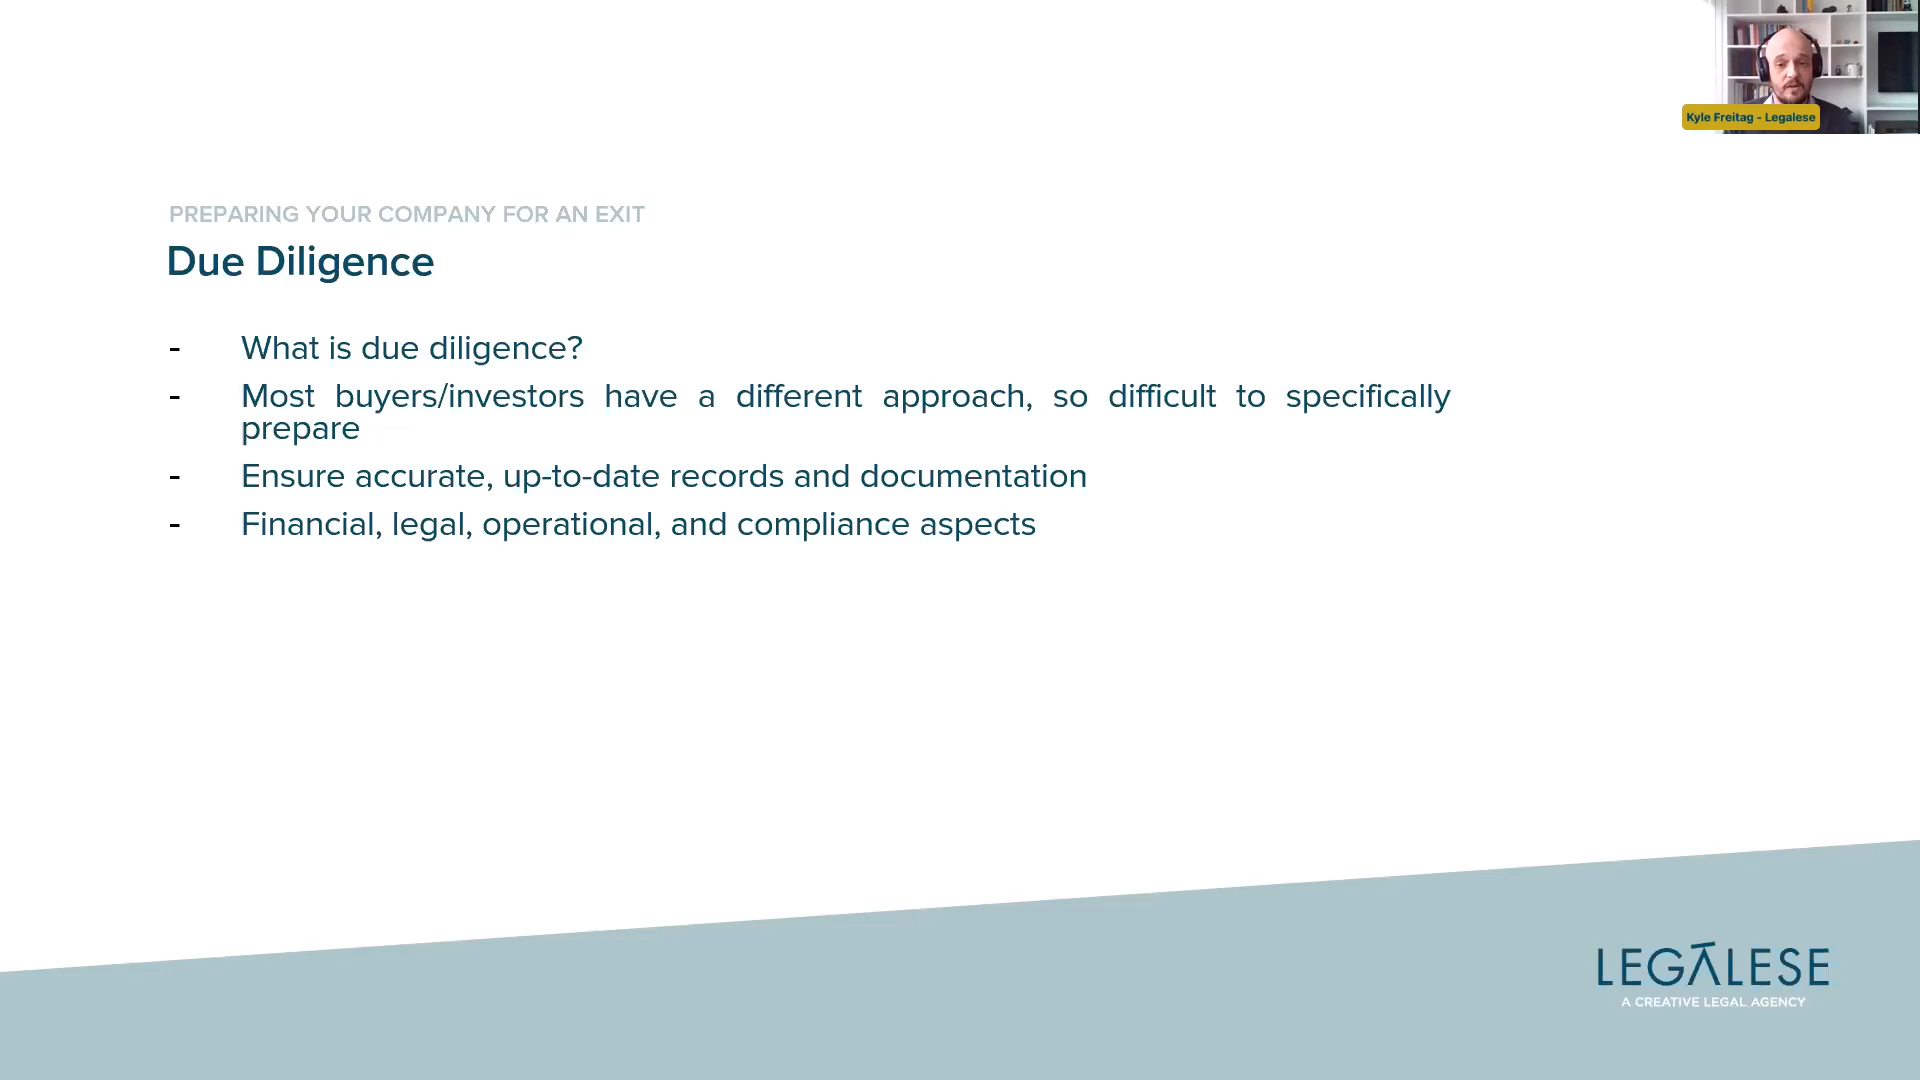 Kyle Freitag - Legalese
PREPARING YOUR COMPANY FOR AN EXIT
Due Diligence
- What is due diligence?
- Most buyers/investors have a different approach, so difficult to specifically
prepare
- Ensure accurate, up-to-date records and documentation
- Financial, legal, operational, and compliance aspects
LEGALESE
A CREATIVE LEGAL AGENCY